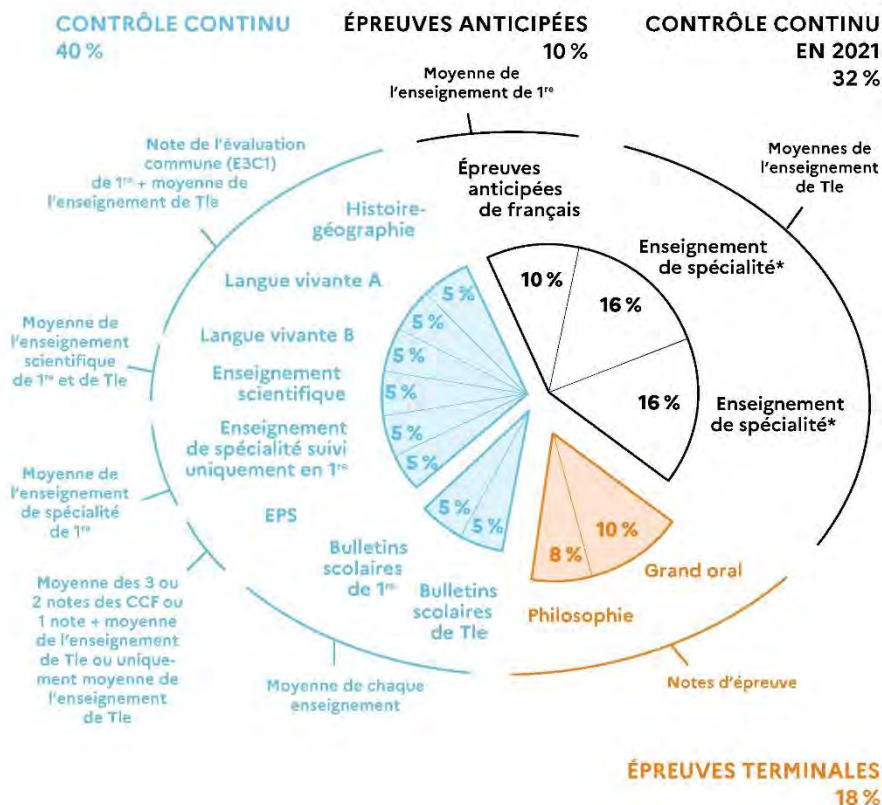 CONTRÔLE CONTINU
40 %
ÉPREUVES ANTICIPÉES
10 %
CONTRÔLE CONTINU
EN 2021
32 %
Moyenne de
l'enseignement de 1re
Note de l'évaluation
commune (E3C1)
de 1re + moyenne de
l'enseignement de Tle
Moyennes de
l'enseignement
de Tle
Épreuves
anticipées
de français
Histoire-
géographie
Enseignement
de spécialité*
Langue vivante A
5 %
10 %
16 %
5 %
Moyenne de
l'enseignement
scientifique
de 1re et de Tle
Langue vivante B
5 %
Enseignement
scientifique
5 %
16 %
Enseignement
de spécialité*
Enseignement
de spécialité suivi
uniquement en 1re
5 %
5 %
Moyenne de
l'enseignement
de spécialité
de 1re
EPS
5 %
5 %
8 %
10 %
Bulletins
scolaires
de 1re
Bulletins
scolaires
de Tle
Philosophie
Grand oral
Moyenne des 3 ou
2 notes des CCF ou
1 note + moyenne
de l'enseignement
de Tle ou unique-
ment moyenne de
l'enseignement
de Tle
Moyenne de chaque
enseignement
Notes d'épreuve
ÉPREUVES TERMINALES
18 %